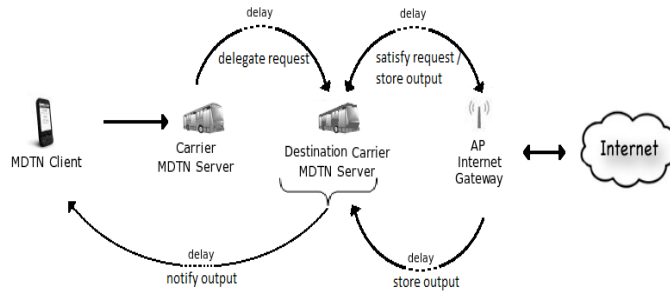 delay
delegate request
delay
satisfy request /
store output
MDTN Client
Carrier
MDTN Server
Destination Carrier
MDTN Server
AP
Internet
Gateway
Internet
delay
notify output
delay
store output